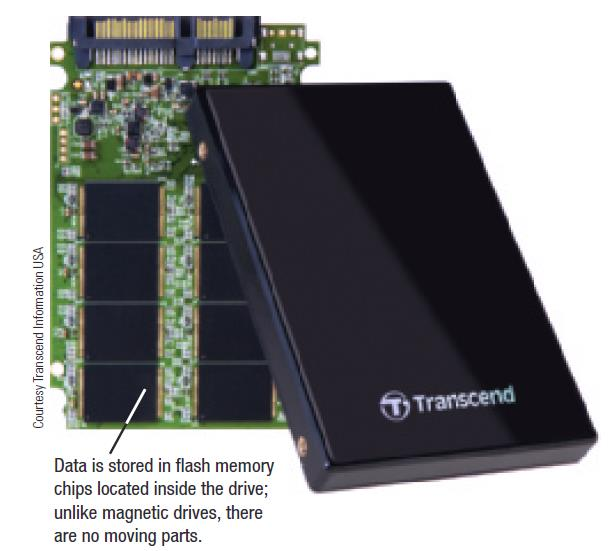 Courtesy Transcend Information USA
Transcend
Data is stored in flash memory
chips located inside the drive;
unlike magnetic drives, there
are no moving parts.